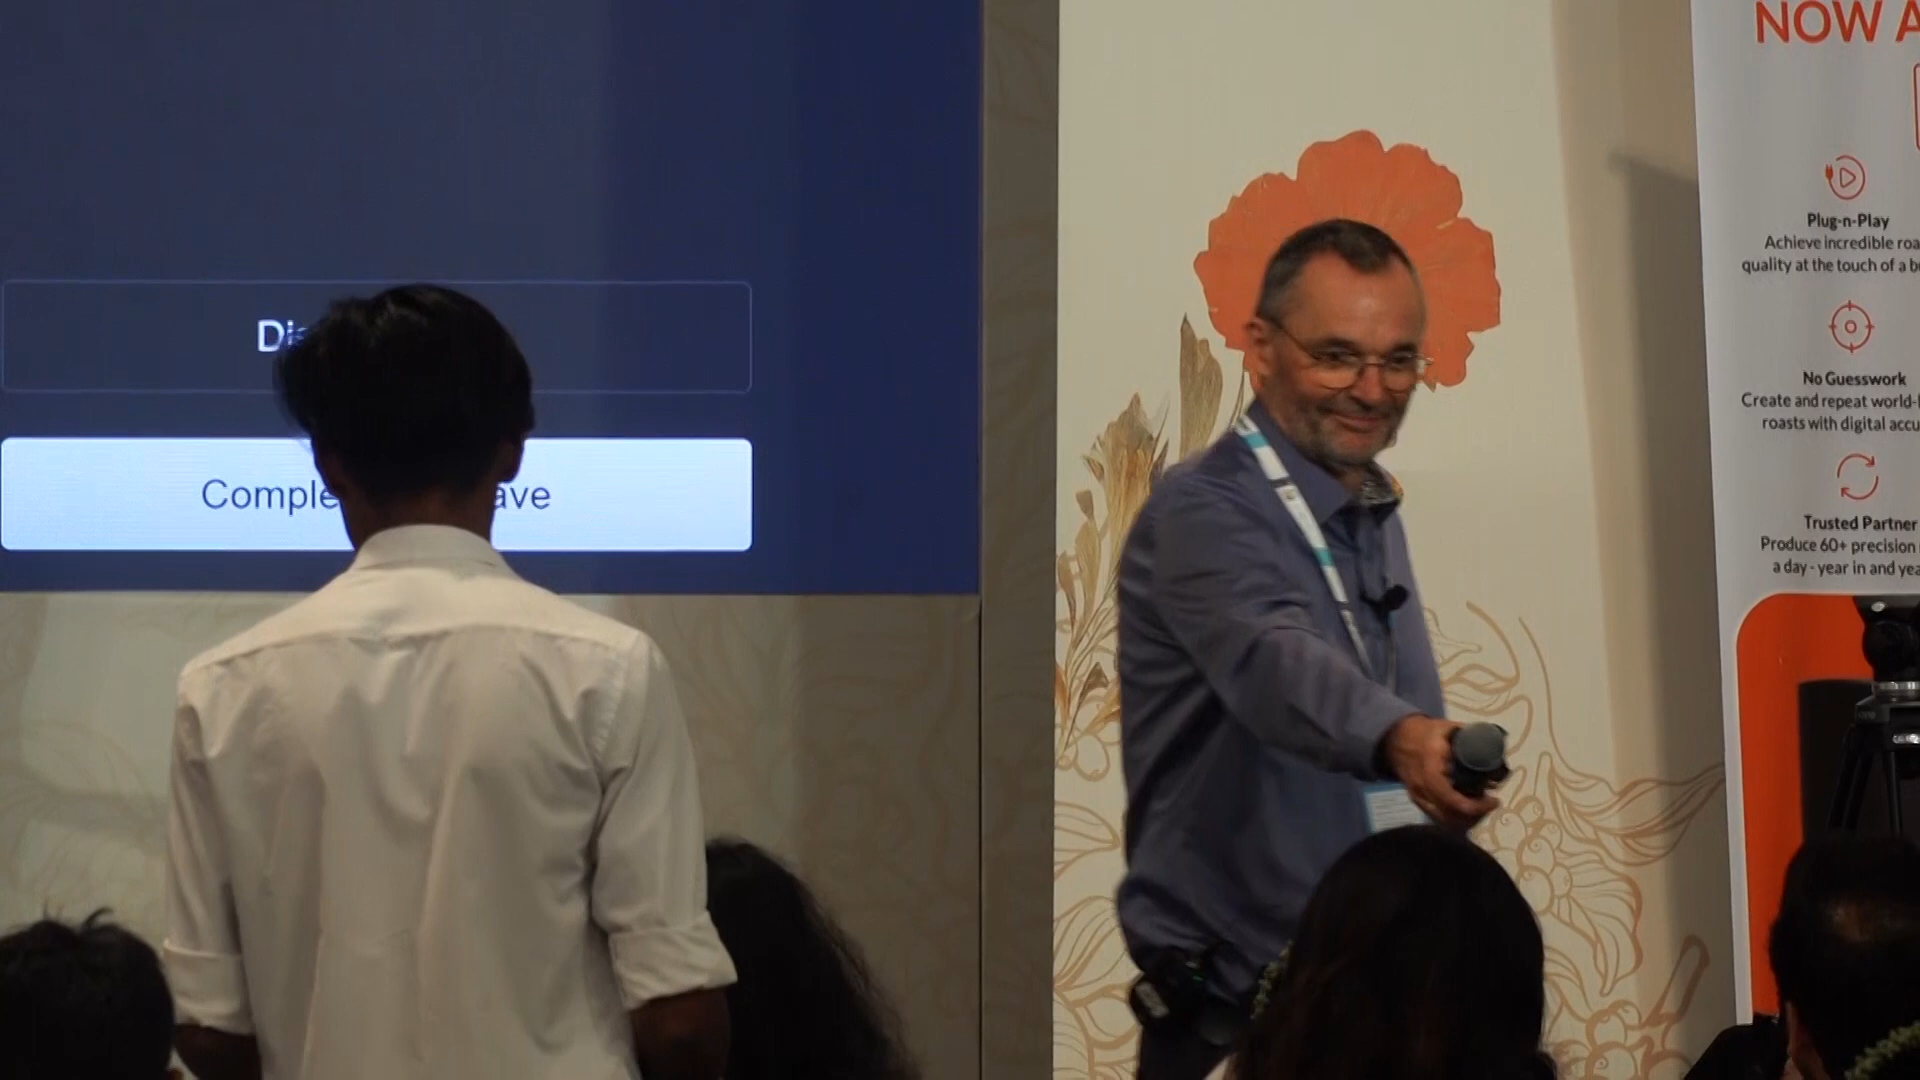 Comple
ave
NOW A
Plug-n-Play
Achieve incredible roa
quality at the touch of a b
No Guesswork
Create and repeat world-
roasts with digital accu
Trusted Partner
Produce 60+ precision
a day - year in and yea